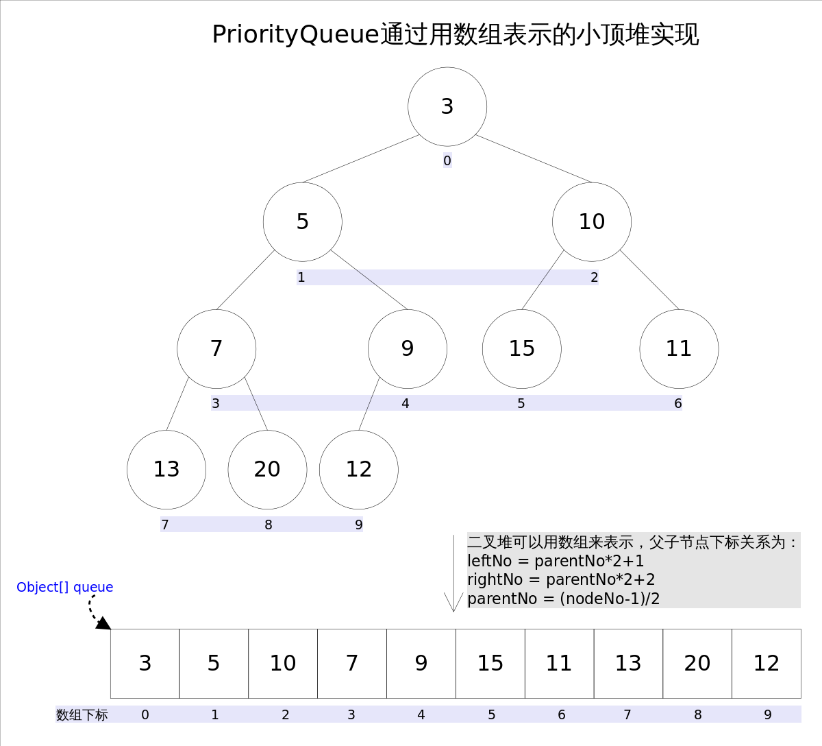 PriorityQueue通过用数组表示的小顶堆实现
3
0
5 10
1 2
7 9 15 11
3 4 5 6
13 20 12
7 8 9
二叉堆可以用数组来表示，父子节点下标关系为：
leftNo = parentNo*2+1
rightNo = parentNo*2+2
parentNo = (nodeNo-1)/2
Object[] queue
3 5 10 7 9 15 11 13 20 12
数组下标 0 1 2 3 4 5 6 7 8 9